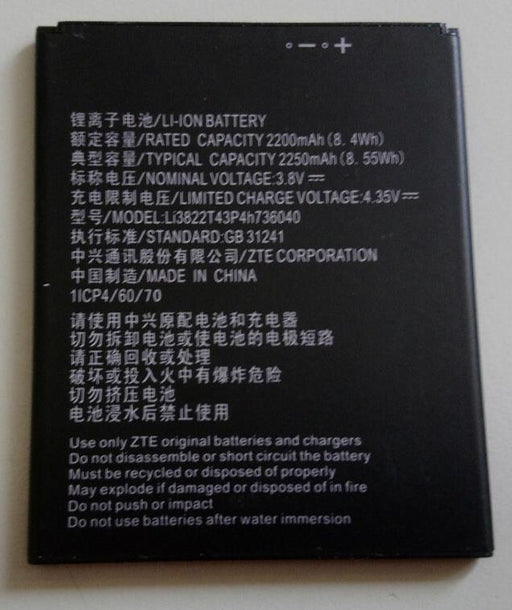 ∘−∘+
锂离子电池/LI-ION BATTERY
额定容量/RATED CAPACITY 2200mAh(8.4Wh)
典型容量/TYPICAL CAPACITY 2250mAh(8.55Wh)
标称电压/NOMINAL VOLTAGE:3.8V⎓
充电限制电压/LIMITED CHARGE VOLTAGE:4.35V⎓
型号/MODEL:Li3822T43P4h736040
执行标准/STANDARD:GB 31241
中兴通讯股份有限公司/ZTE CORPORATION
中国制造/MADE IN CHINA
1ICP4/60/70
请使用中兴原配电池和充电器
切勿拆卸电池或使电池的电极短路
请正确回收或处理
破坏或投入火中有爆炸危险
切勿挤压电池
电池浸水后禁止使用
Use only ZTE original batteries and chargers
Do not disassemble or short circuit the battery
Must be recycled or disposed of properly
May explode if damaged or disposed of in fire
Do not push or impact
Do not use batteries after water immersion